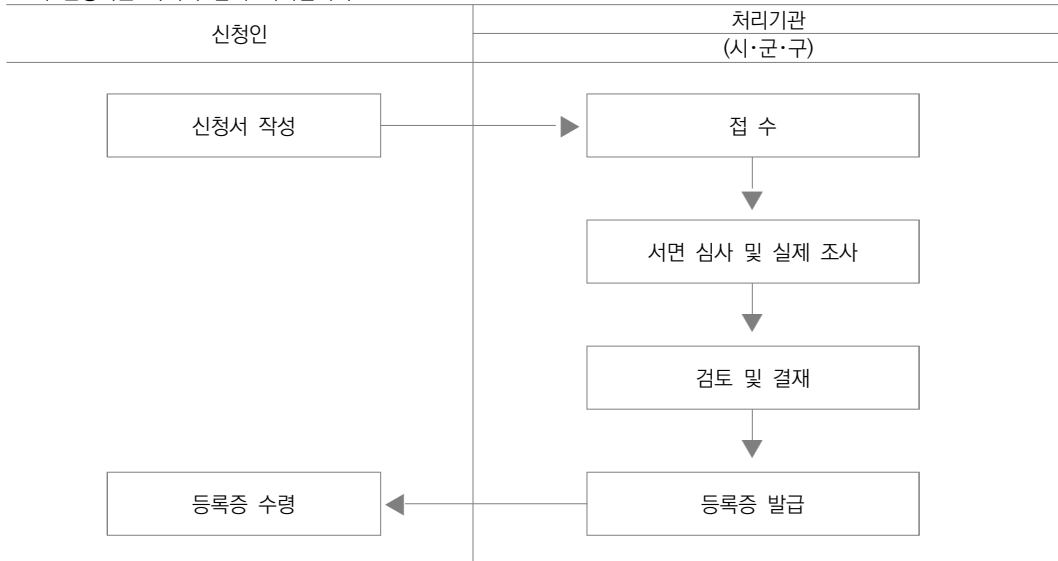 신청인
처리기관
(시·군·구)
신청서 작성
접 수
서면 심사 및 실제 조사
검토 및 결재
등록증 수령
등록증 발급